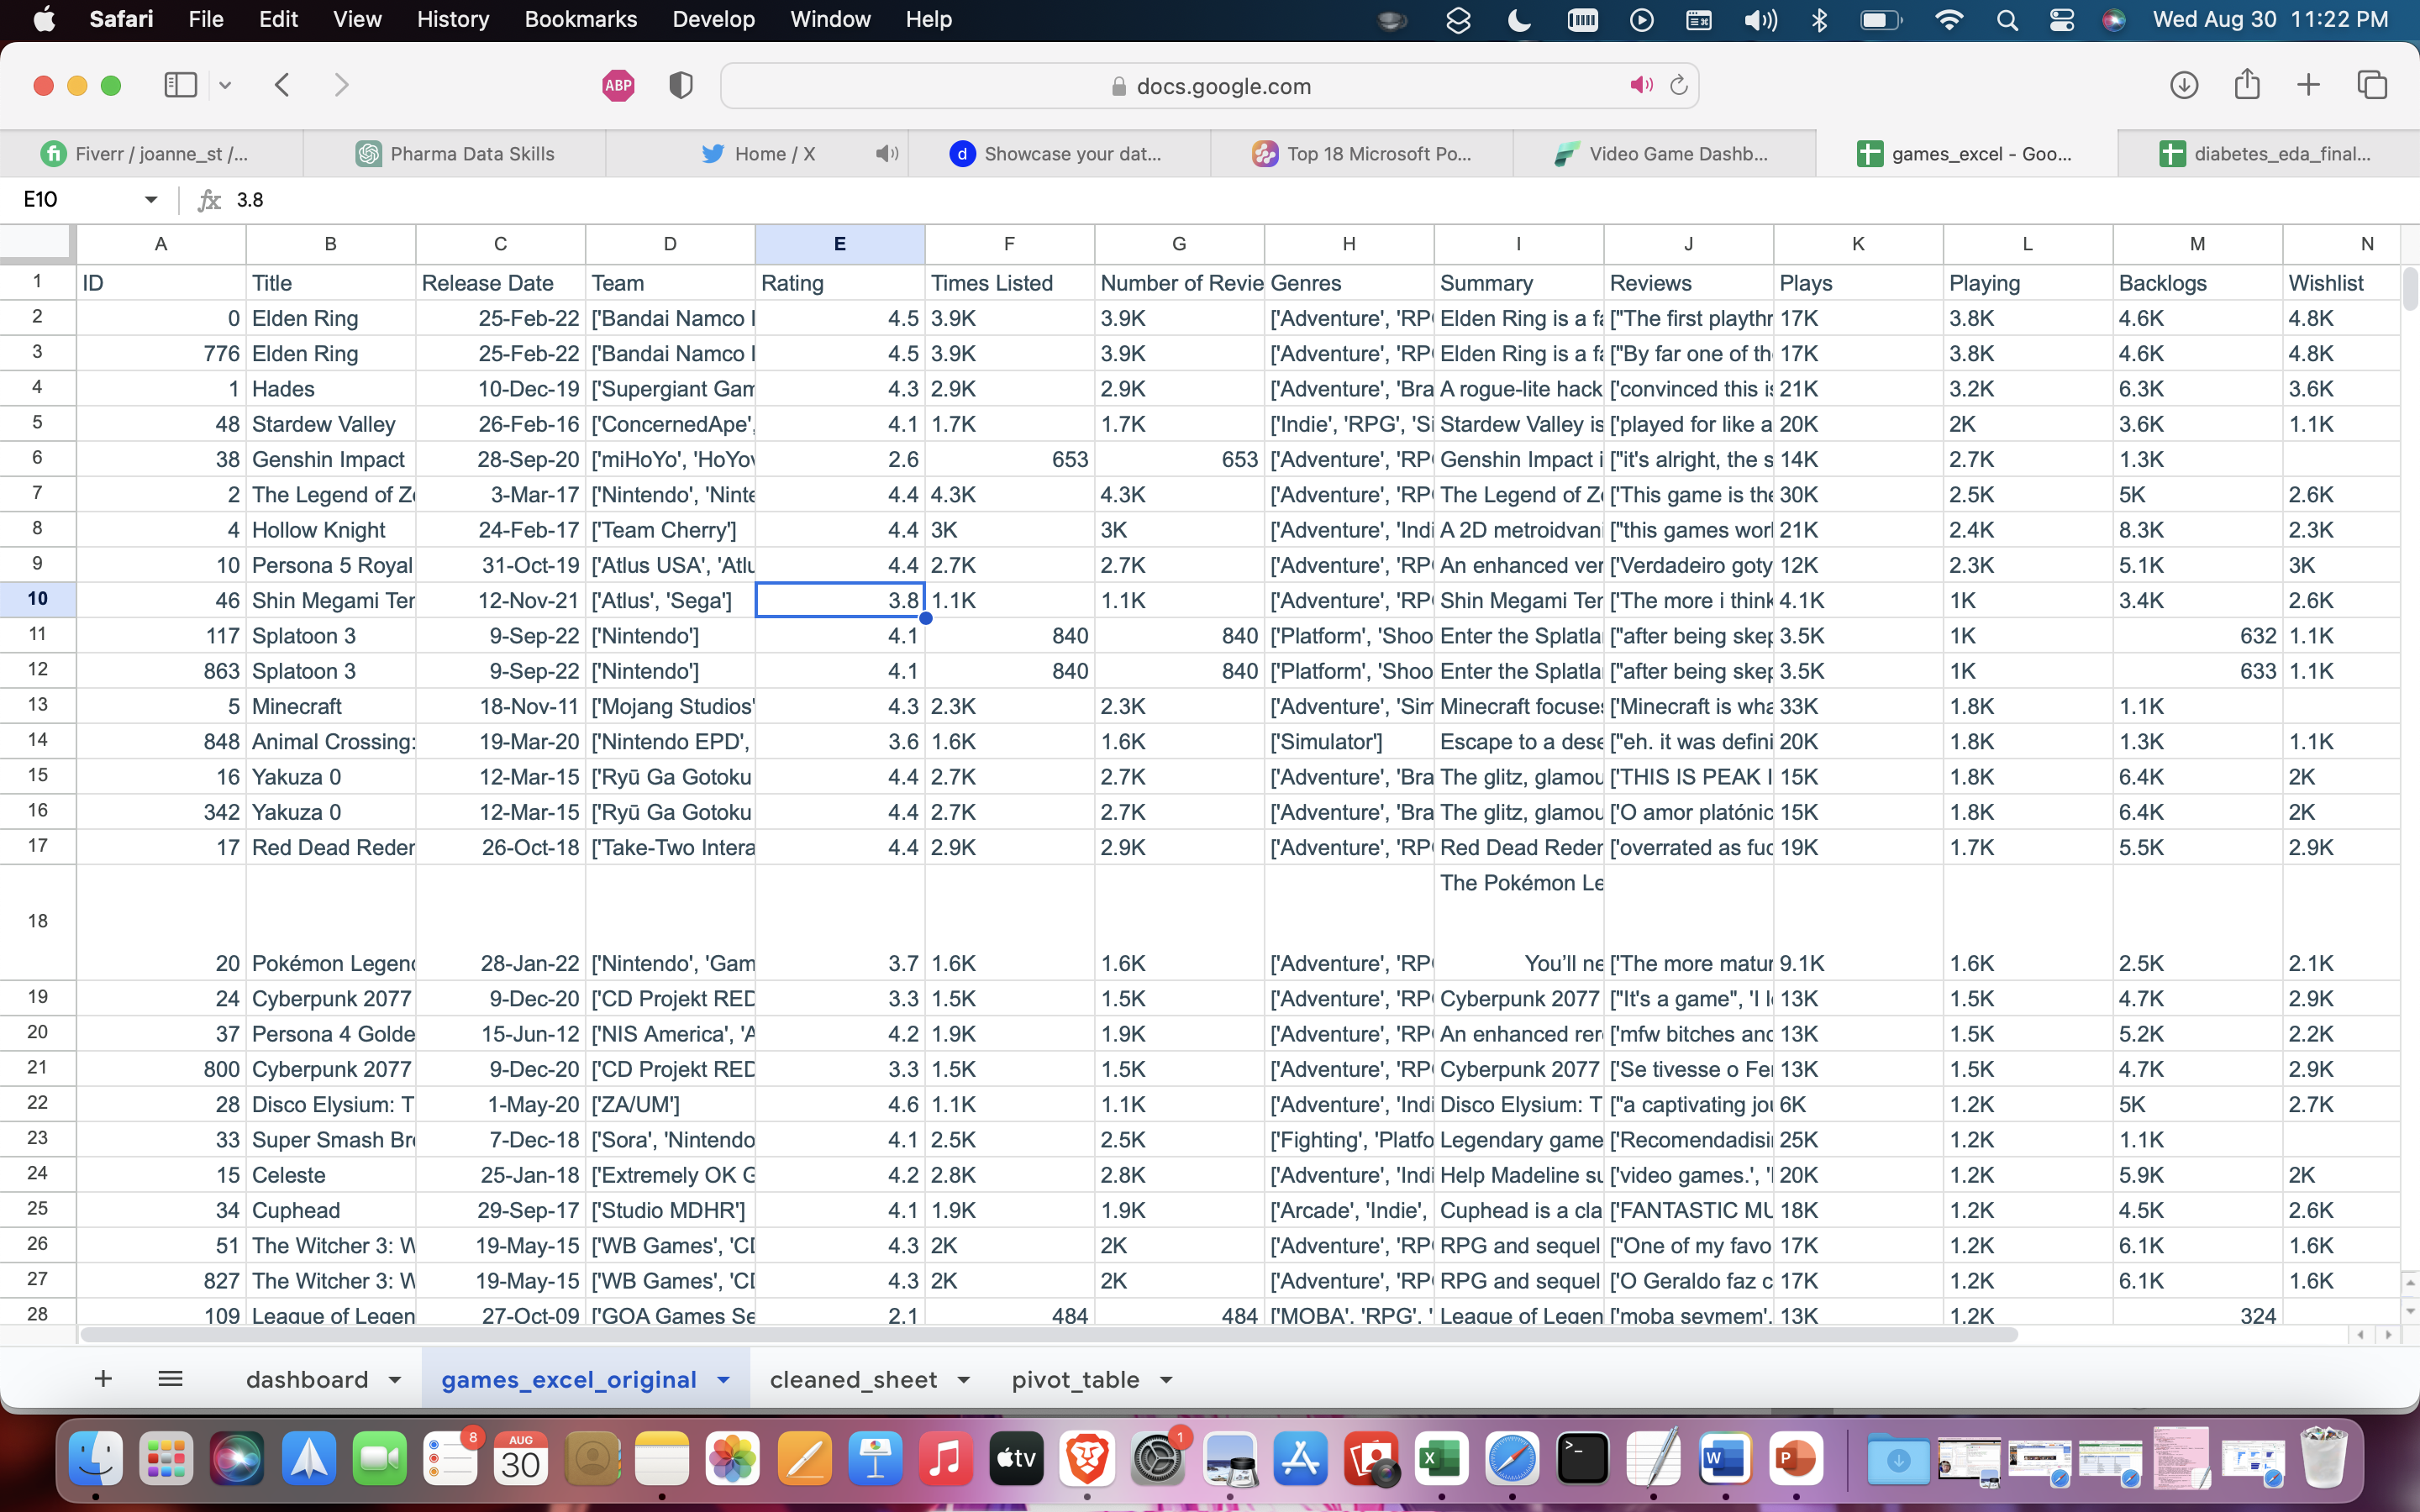 Safari File Edit View History Bookmarks Develop Window Help Wed Aug 30 11:22 PM
ABP docs.google.com
Fiverr / joanne_st /... Pharma Data Skills Home / X d Showcase your dat... Top 18 Microsoft Po... Video Game Dashb... games_excel - Goo... diabetes_eda_final...
E10 fx 3.8
A B C D E F G H I J K L M N
1 ID Title Release Date Team Rating Times Listed Number of Revie Genres Summary Reviews Plays Playing Backlogs Wishlist
2 0 Elden Ring 25-Feb-22 ['Bandai Namco 4.5 3.9K 3.9K ['Adventure', 'RP Elden Ring is a fa ["The first playthr 17K 3.8K 4.6K 4.8K
3 776 Elden Ring 25-Feb-22 ['Bandai Namco 4.5 3.9K 3.9K ['Adventure', 'RP Elden Ring is a fa ["By far one of th 17K 3.8K 4.6K 4.8K
4 1 Hades 10-Dec-19 ['Supergiant Gam 4.3 2.9K 2.9K ['Adventure', 'Bra A rogue-lite hack ['convinced this is 21K 3.2K 6.3K 3.6K
5 48 Stardew Valley 26-Feb-16 ['ConcernedApe', 4.1 1.7K 1.7K ['Indie', 'RPG', 'Si Stardew Valley is ['played for like a 20K 2K 3.6K 1.1K
6 38 Genshin Impact 28-Sep-20 ['miHoYo', 'HoYov 2.6 653 653 ['Adventure', 'RP Genshin Impact i ["it's alright, the s 14K 2.7K 1.3K
7 2 The Legend of Ze 3-Mar-17 ['Nintendo', 'Ninte 4.4 4.3K 4.3K ['Adventure', 'RP The Legend of Z ['This game is the 30K 2.5K 5K 2.6K
8 4 Hollow Knight 24-Feb-17 ['Team Cherry'] 4.4 3K 3K ['Adventure', 'Indi A 2D metroidvani ["this games worl 21K 2.4K 8.3K 2.3K
9 10 Persona 5 Royal 31-Oct-19 ['Atlus USA', 'Atlu 4.4 2.7K 2.7K ['Adventure', 'RP An enhanced ver ['Verdadeiro goty 12K 2.3K 5.1K 3K
10 46 Shin Megami Ter 12-Nov-21 ['Atlus', 'Sega'] 3.8 1.1K 1.1K ['Adventure', 'RP Shin Megami Ter ['The more i think 4.1K 1K 3.4K 2.6K
11 117 Splatoon 3 9-Sep-22 ['Nintendo'] 4.1 840 840 ['Platform', 'Shoo Enter the Splatla ["after being skep 3.5K 1K 632 1.1K
12 863 Splatoon 3 9-Sep-22 ['Nintendo'] 4.1 840 840 ['Platform', 'Shoo Enter the Splatla ["after being skep 3.5K 1K 633 1.1K
13 5 Minecraft 18-Nov-11 ['Mojang Studios' 4.3 2.3K 2.3K ['Adventure', 'Sim Minecraft focuses ['Minecraft is wha 33K 1.8K 1.1K
14 848 Animal Crossing: 19-Mar-20 ['Nintendo EPD', 3.6 1.6K 1.6K ['Simulator'] Escape to a dese ["eh. it was defini 20K 1.8K 1.3K 1.1K
15 16 Yakuza 0 12-Mar-15 ['Ryū Ga Gotoku 4.4 2.7K 2.7K ['Adventure', 'Bra The glitz, glamou ['THIS IS PEAK I 15K 1.8K 6.4K 2K
16 342 Yakuza 0 12-Mar-15 ['Ryū Ga Gotoku 4.4 2.7K 2.7K ['Adventure', 'Bra The glitz, glamou ['O amor platónic 15K 1.8K 6.4K 2K
17 17 Red Dead Reder 26-Oct-18 ['Take-Two Intera 4.4 2.9K 2.9K ['Adventure', 'RP Red Dead Reder ['overrated as fuc 19K 1.7K 5.5K 2.9K
The Pokémon Le
18 20 Pokémon Legend 28-Jan-22 ['Nintendo', 'Gam 3.7 1.6K 1.6K ['Adventure', 'RP You'll ne ['The more matur 9.1K 1.6K 2.5K 2.1K
19 24 Cyberpunk 2077 9-Dec-20 ['CD Projekt RED 3.3 1.5K 1.5K ['Adventure', 'RP Cyberpunk 2077 ["It's a game", 'I l 13K 1.5K 4.7K 2.9K
20 37 Persona 4 Golde 15-Jun-12 ['NIS America', 'A 4.2 1.9K 1.9K ['Adventure', 'RP An enhanced rer ['mfw bitches and 13K 1.5K 5.2K 2.2K
21 800 Cyberpunk 2077 9-Dec-20 ['CD Projekt RED 3.3 1.5K 1.5K ['Adventure', 'RP Cyberpunk 2077 ['Se tivesse o Fer 13K 1.5K 4.7K 2.9K
22 28 Disco Elysium: T 1-May-20 ['ZA/UM'] 4.6 1.1K 1.1K ['Adventure', 'Indi Disco Elysium: T ["a captivating jou 6K 1.2K 5K 2.7K
23 33 Super Smash Bro 7-Dec-18 ['Sora', 'Nintendo 4.1 2.5K 2.5K ['Fighting', 'Platfo Legendary game ['Recomendadisi 25K 1.2K 1.1K
24 15 Celeste 25-Jan-18 ['Extremely OK G 4.2 2.8K 2.8K ['Adventure', 'Indi Help Madeline su ['video games.', 20K 1.2K 5.9K 2K
25 34 Cuphead 29-Sep-17 ['Studio MDHR'] 4.1 1.9K 1.9K ['Arcade', 'Indie', Cuphead is a cla ['FANTASTIC MU 18K 1.2K 4.5K 2.6K
26 51 The Witcher 3: W 19-May-15 ['WB Games', 'CD 4.3 2K 2K ['Adventure', 'RP RPG and sequel ["One of my favo 17K 1.2K 6.1K 1.6K
27 827 The Witcher 3: W 19-May-15 ['WB Games', 'CD 4.3 2K 2K ['Adventure', 'RP RPG and sequel ['O Geraldo faz c 17K 1.2K 6.1K 1.6K
28 109 League of Legen 27-Oct-09 ['GOA Games Se 2.1 484 484 ['MOBA', 'RPG', ' League of Legen ['moba sevmem', 13K 1.2K 324
+ dashboard games_excel_original cleaned_sheet pivot_table
8 AUG 30 tv 1 X W P